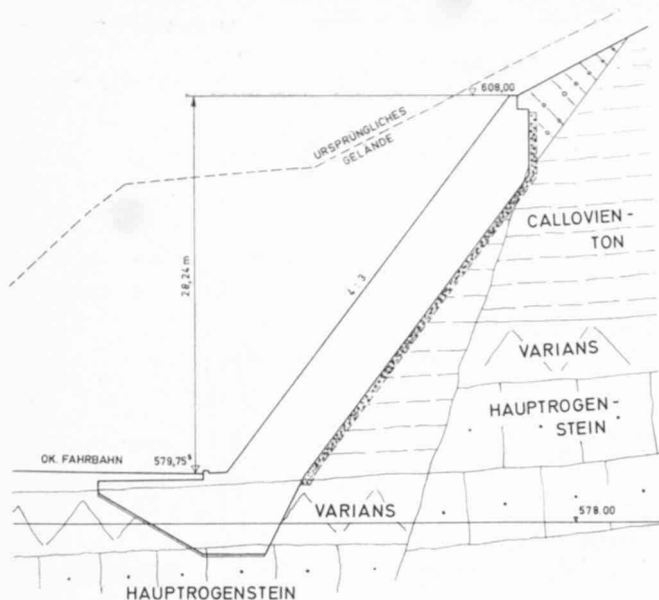 608,00
URSPRÜNGLICHES
GELÄNDE
CALLOVIEN-
TON
28,24 m
4 : 3
VARIANS
HAUPTROGEN-
STEIN
OK. FAHRBAHN
579,75⁵
VARIANS
578.00
HAUPTROGENSTEIN